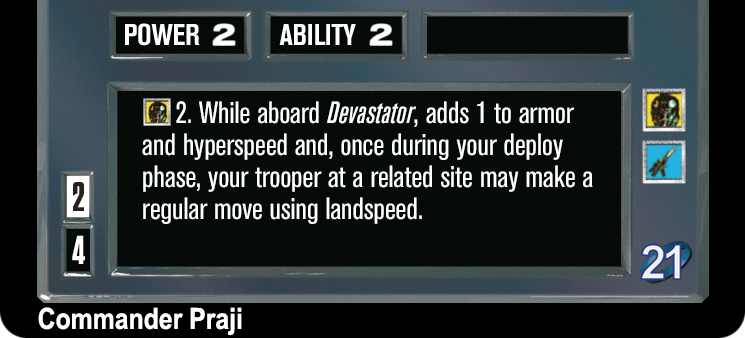 POWER 2 ABILITY 2
2. While aboard Devastator, adds 1 to armor
and hyperspeed and, once during your deploy
phase, your trooper at a related site may make a
regular move using landspeed.
2
4
21
Commander Praji